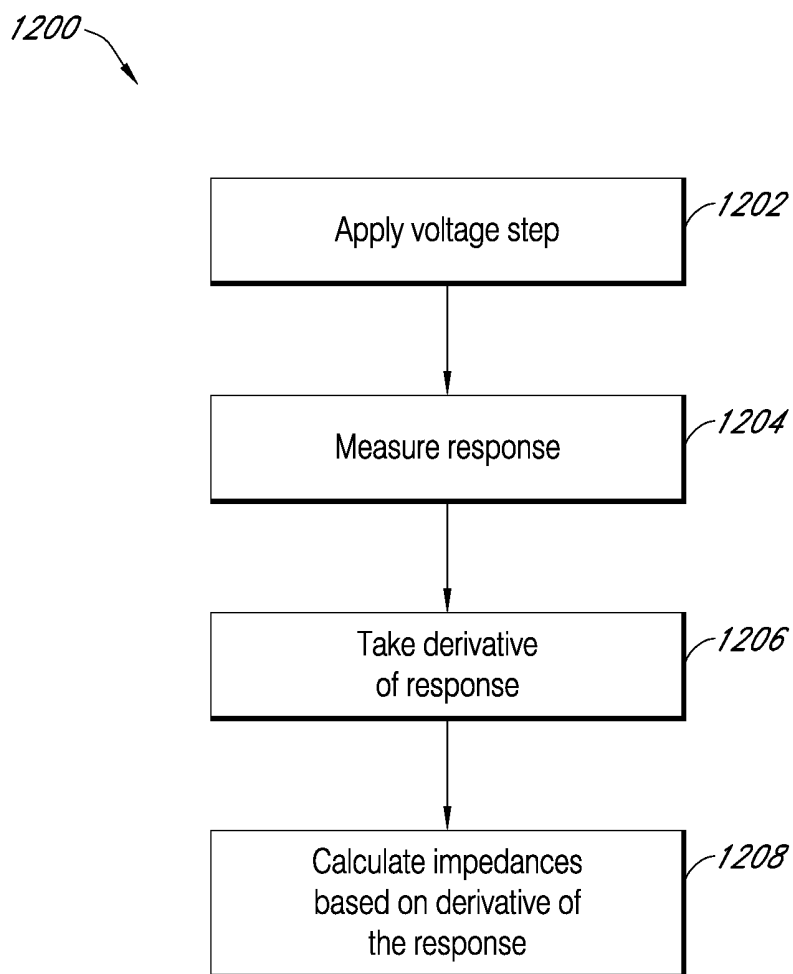 1200
Apply voltage step
1202
Measure response
1204
Take derivative
of response
1206
Calculate impedances
based on derivative of
the response
1208